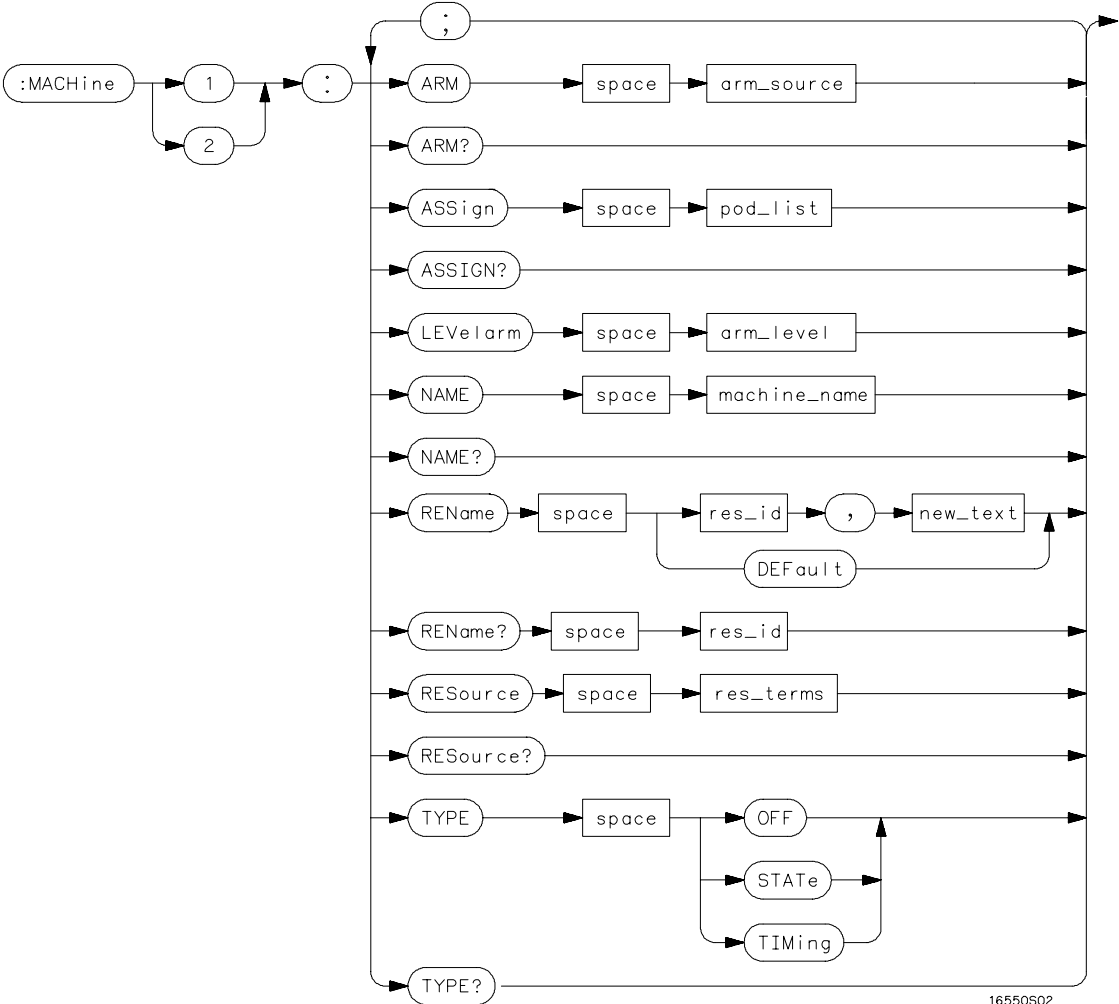 ;
:MACHine 1 : ARM space arm_source
2
ARM?
ASSign space pod_list
ASSIGN?
LEVelarm space arm_level
NAME space machine_name
NAME?
REName space res_id , new_text
DEFault
REName? space res_id
RESource space res_terms
RESource?
TYPE space OFF
STATe
TIMing
TYPE?
16550S02